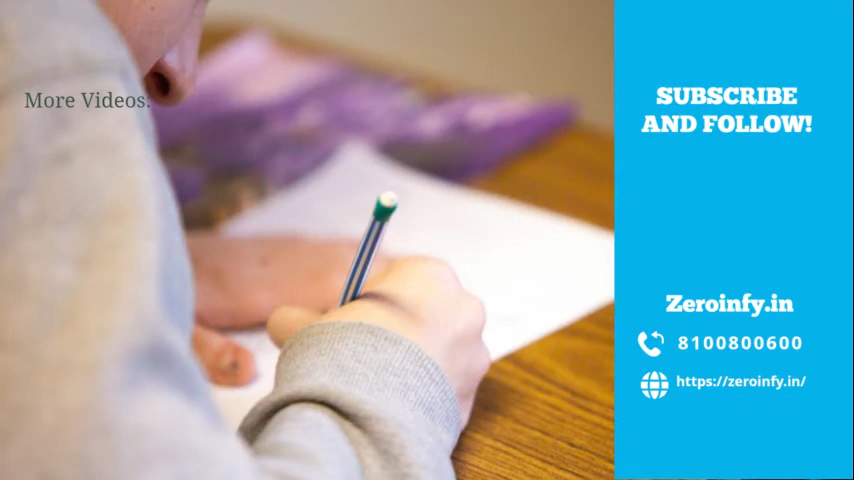 More Videos:
SUBSCRIBE
AND FOLLOW!
Zeroinfy.in
8100800600
https://zeroinfy.in/